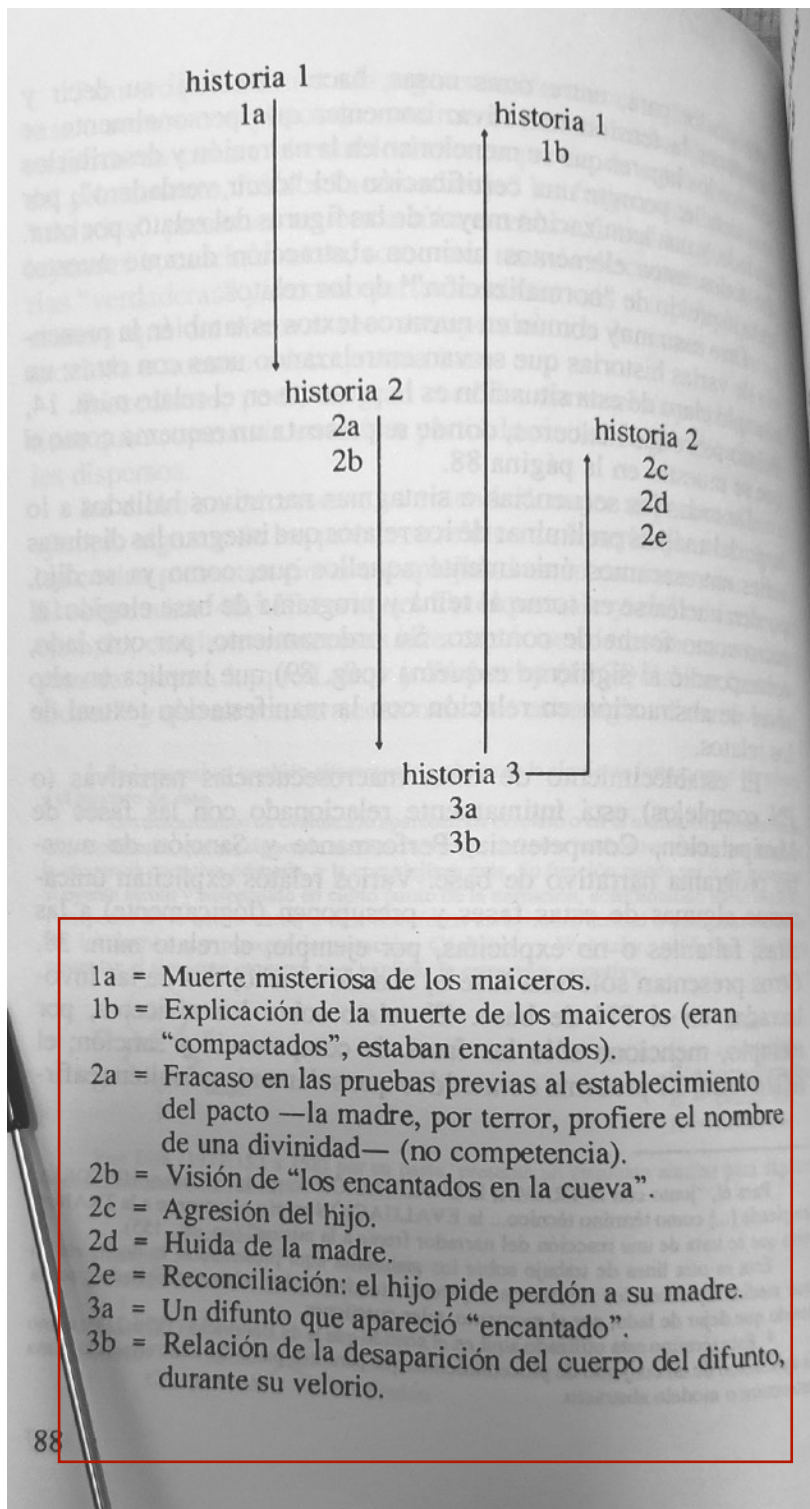 historia 1
1a
historia 1
1b
historia 2
2a
2b
historia 2
2c
2d
2e
historia 3
3a
3b
1a = Muerte misteriosa de los maiceros.
1b = Explicación de la muerte de los maiceros (eran
“compactados”, estaban encantados).
2a = Fracaso en las pruebas previas al establecimiento
del pacto —la madre, por terror, profiere el nombre
de una divinidad— (no competencia).
2b = Visión de “los encantados en la cueva”.
2c = Agresión del hijo.
2d = Huida de la madre.
2e = Reconciliación: el hijo pide perdón a su madre.
3a = Un difunto que apareció “encantado”.
3b = Relación de la desaparición del cuerpo del difunto,
durante su velorio.
88